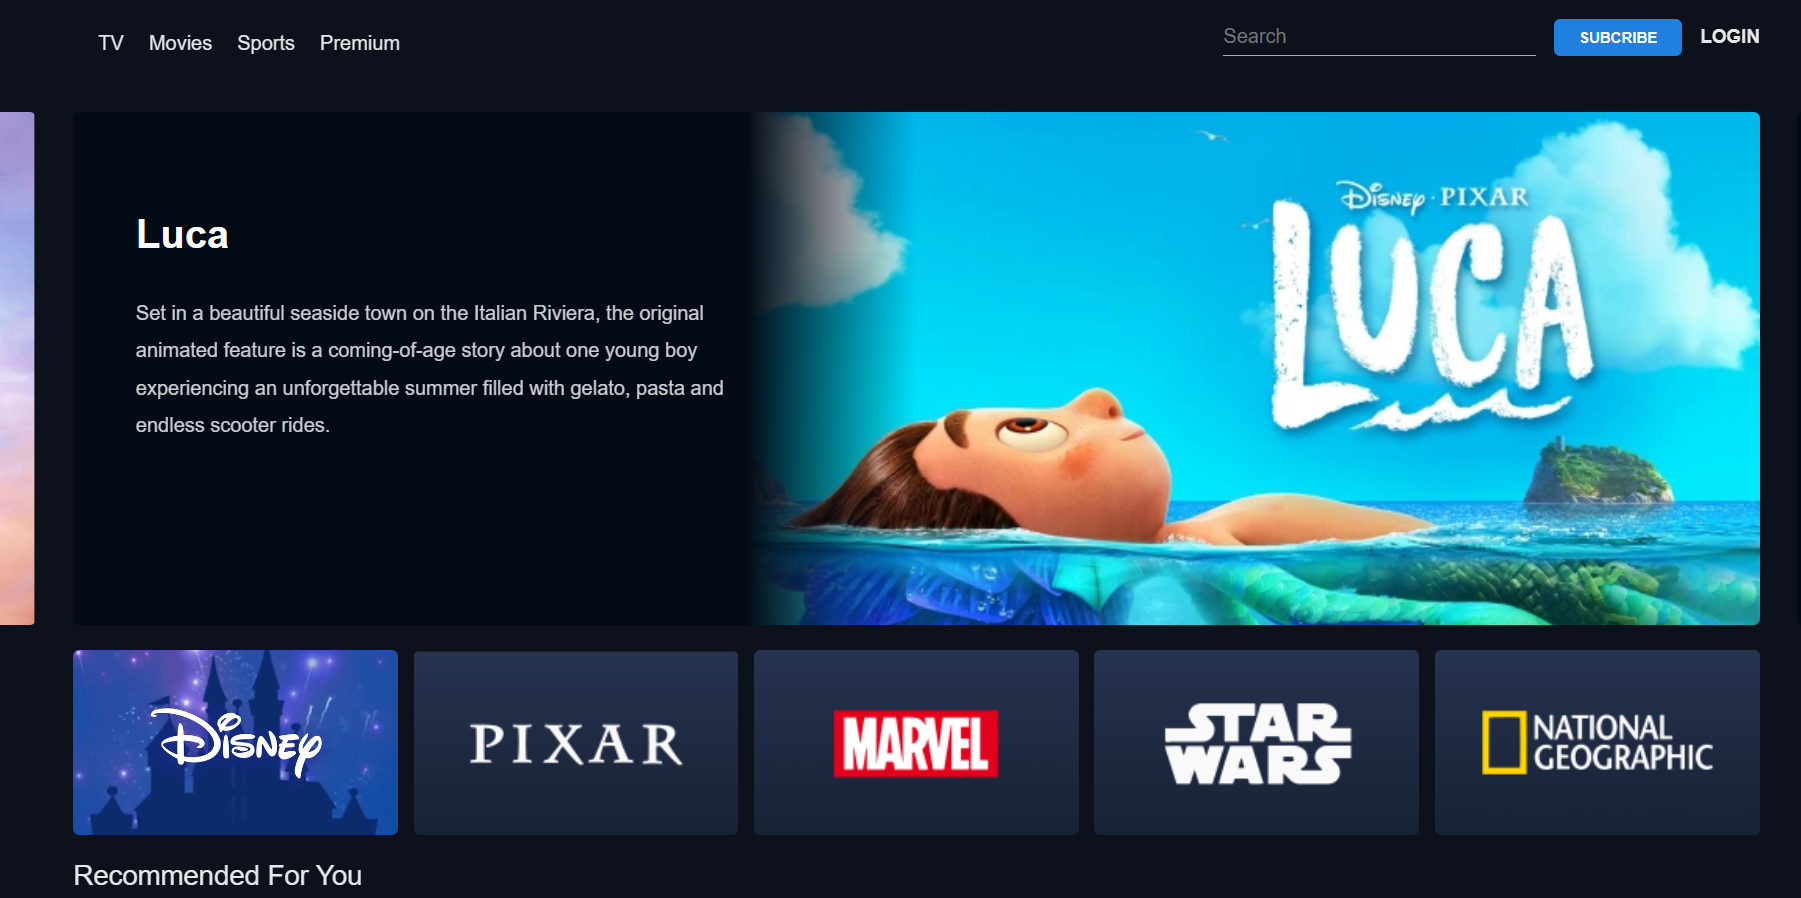 TV Movies Sports Premium
Search SUBCRIBE LOGIN
Luca
Set in a beautiful seaside town on the Italian Riviera, the original
animated feature is a coming-of-age story about one young boy
experiencing an unforgettable summer filled with gelato, pasta and
endless scooter rides.
Disney · PIXAR
LUCA
Disney
PIXAR
MARVEL
STAR
WARS
NATIONAL
GEOGRAPHIC
Recommended For You